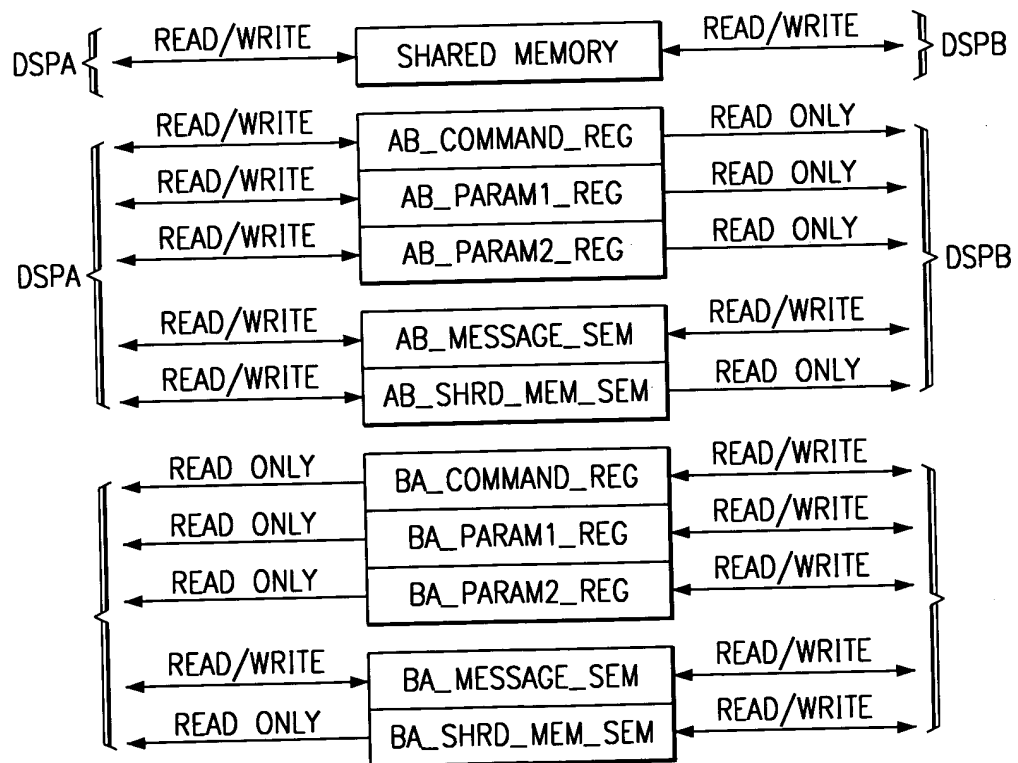 DSPA READ/WRITE SHARED MEMORY READ/WRITE DSPB
READ/WRITE AB_COMMAND_REG READ ONLY
READ/WRITE AB_PARAM1_REG READ ONLY
READ/WRITE AB_PARAM2_REG READ ONLY
DSPA DSPB
READ/WRITE AB_MESSAGE_SEM READ/WRITE
READ/WRITE AB_SHRD_MEM_SEM READ ONLY
READ ONLY BA_COMMAND_REG READ/WRITE
READ ONLY BA_PARAM1_REG READ/WRITE
READ ONLY BA_PARAM2_REG READ/WRITE
READ/WRITE BA_MESSAGE_SEM READ/WRITE
READ ONLY BA_SHRD_MEM_SEM READ/WRITE